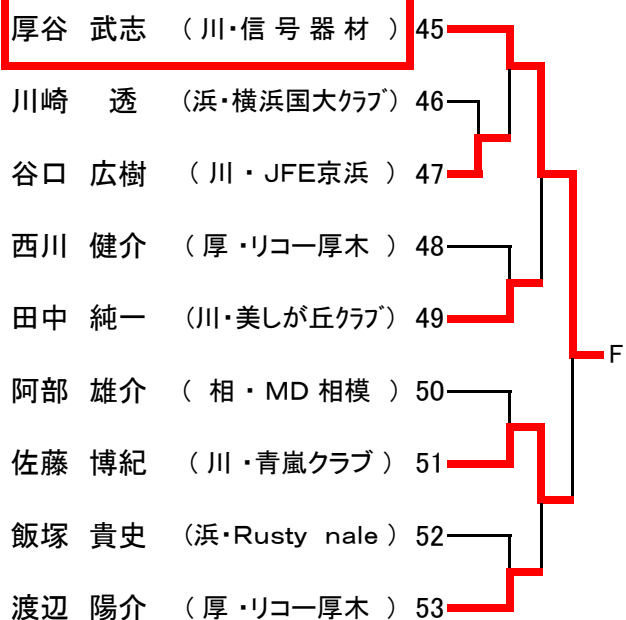 厚谷 武志 (川・信号器材) 45
川崎 透 (浜・横浜国大ｸﾗﾌﾞ) 46
谷口 広樹 (川・JFE京浜) 47
西川 健介 (厚・リコー厚木) 48
田中 純一 (川・美しが丘ｸﾗﾌﾞ) 49
F
阿部 雄介 (相・MD相模) 50
佐藤 博紀 (川・青嵐クラブ) 51
飯塚 貴史 (浜・Rusty nale) 52
渡辺 陽介 (厚・リコー厚木) 53